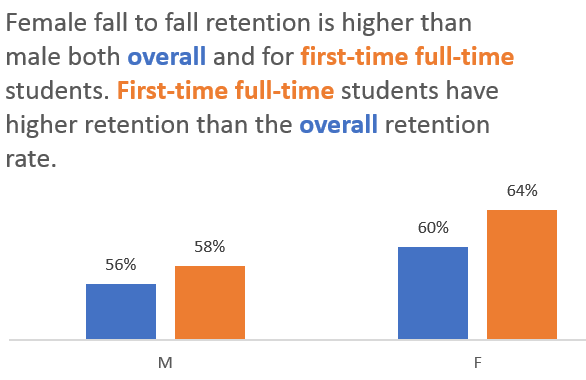 Female fall to fall retention is higher than
male both overall and for first-time full-time
students. First-time full-time students have
higher retention than the overall retention
rate.
56%
58%
60%
64%
M
F